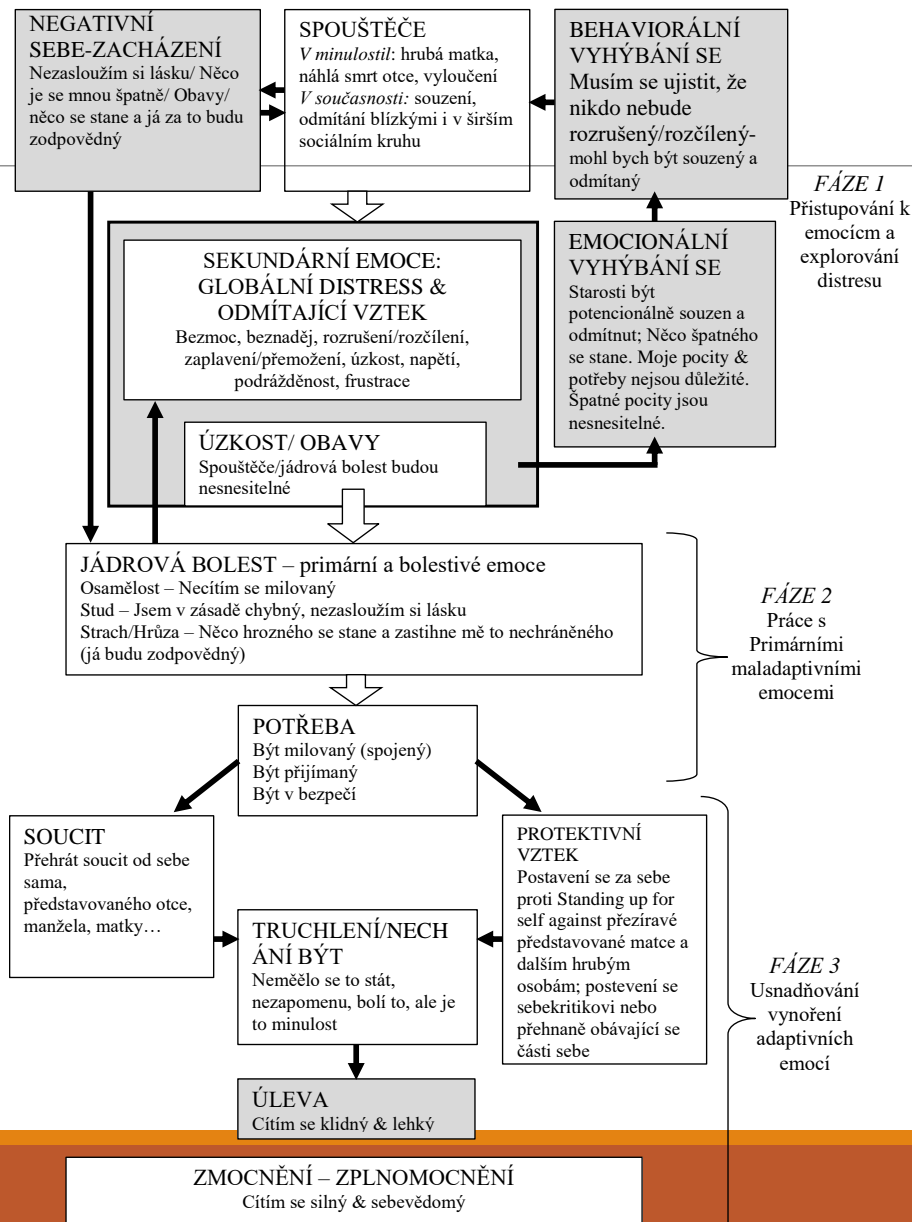 NEGATIVNÍ
SEBE-ZACHÁZENÍ
Nezasloužím si lásku/ Něco
je se mnou špatně/ Obavy/
něco se stane a já za to budu
zodpovědný
SPOUŠTĚČE
V minulostil: hrubá matka,
náhlá smrt otce, vyloučení
V současnosti: souzení,
odmítání blízkými i v širším
sociálním kruhu
BEHAVIORÁLNÍ
VYHÝBÁNÍ SE
Musím se ujistit, že
nikdo nebude
rozrušený/rozčílený-
mohl bych být souzený a
odmítaný
FÁZE 1
Přistupování k
emocícm a
explorování
distresu
SEKUNDÁRNÍ EMOCE:
GLOBÁLNÍ DISTRESS &
ODMÍTAJÍCÍ VZTEK
Bezmoc, beznaděj, rozrušení/rozčílení,
zaplavení/přemožení, úzkost, napětí,
podrážděnost, frustrace
EMOCIONÁLNÍ
VYHÝBÁNÍ SE
Starosti být
potencionálně souzen a
odmítnut; Něco špatného
se stane. Moje pocity &
potřeby nejsou důležité.
Špatné pocity jsou
nesnesitelné.
ÚZKOST/ OBAVY
Spouštěče/jádrová bolest budou
nesnesitelné
JÁDROVÁ BOLEST – primární a bolestivé emoce
Osamělost – Necítím se milovaný
Stud – Jsem v zásadě chybný, nezasloužím si lásku
Strach/Hrůza – Něco hrozného se stane a zastihne mě to nechráněného
(já budu zodpovědný)
FÁZE 2
Práce s
Primárními
maladaptivními
emocemi
POTŘEBA
Být milovaný (spojený)
Být přijímaný
Být v bezpečí
SOUCIT
Přehrát soucit od sebe
sama,
představovaného otce,
manžela, matky…
PROTEKTIVNÍ
VZTEK
Postavení se za sebe
proti Standing up for
self against přezíravé
představované matce a
dalším hrubým
osobám; postevení se
sebekritikovi nebo
přehnaně obávající se
části sebe
TRUCHLENÍ/NECH
ÁNÍ BÝT
Neměělo se to stát,
nezapomenu, bolí to, ale je
to minulost
FÁZE 3
Usnadňování
vynoření
adaptivních
emocí
ÚLEVA
Cítím se klidný & lehký
ZMOCNĚNÍ – ZPLNOMOCNĚNÍ
Cítím se silný & sebevědomý